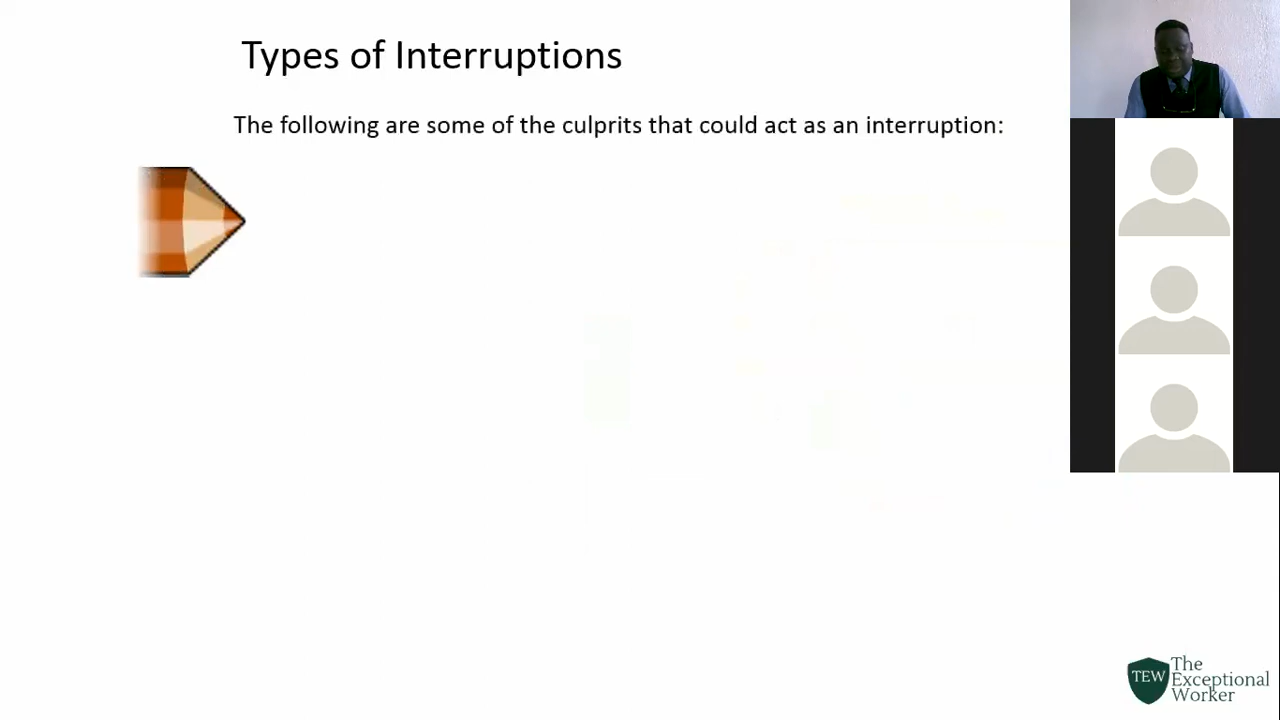 Types of Interruptions
The following are some of the culprits that could act as an interruption:
TEW
The
Exceptional
Worker